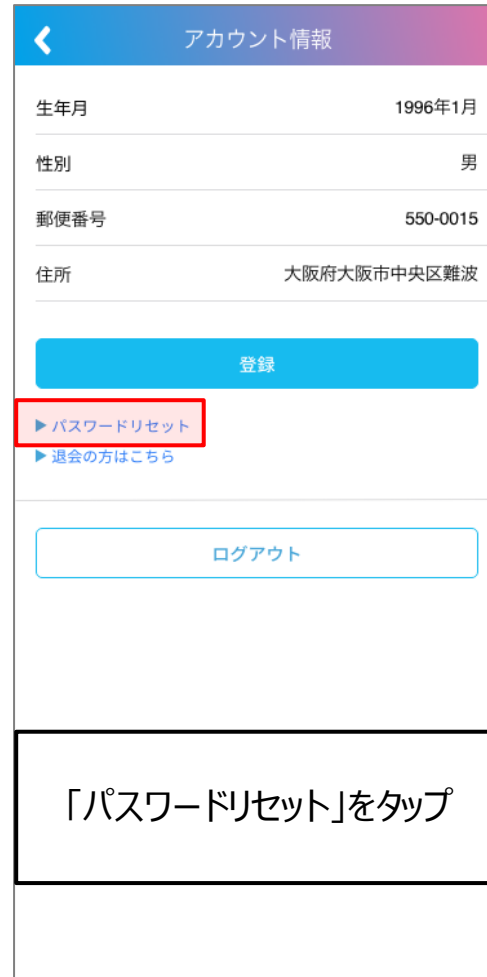 アカウント情報
生年月 1996年1月
性別 男
郵便番号 550-0015
住所 大阪府大阪市中央区難波
登録
▶パスワードリセット
▶退会の方はこちら
ログアウト
「パスワードリセット」をタップ